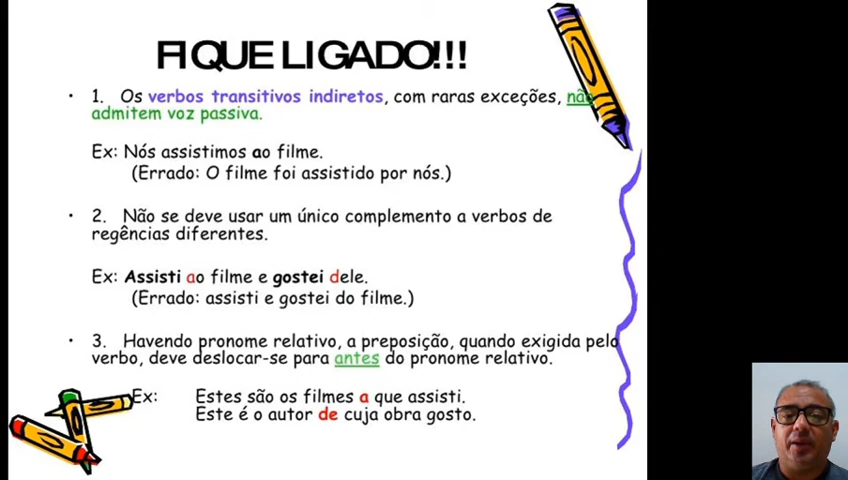 FIQUE LIGADO!!!
• 1. Os verbos transitivos indiretos, com raras exceções, não
admitem voz passiva.
Ex: Nós assistimos ao filme.
(Errado: O filme foi assistido por nós.)
• 2. Não se deve usar um único complemento a verbos de
regências diferentes.
Ex: Assisti ao filme e gostei dele.
(Errado: assisti e gostei do filme.)
• 3. Havendo pronome relativo, a preposição, quando exigida pelo
verbo, deve deslocar-se para antes do pronome relativo.
Ex: Estes são os filmes a que assisti.
Este é o autor de cuja obra gosto.